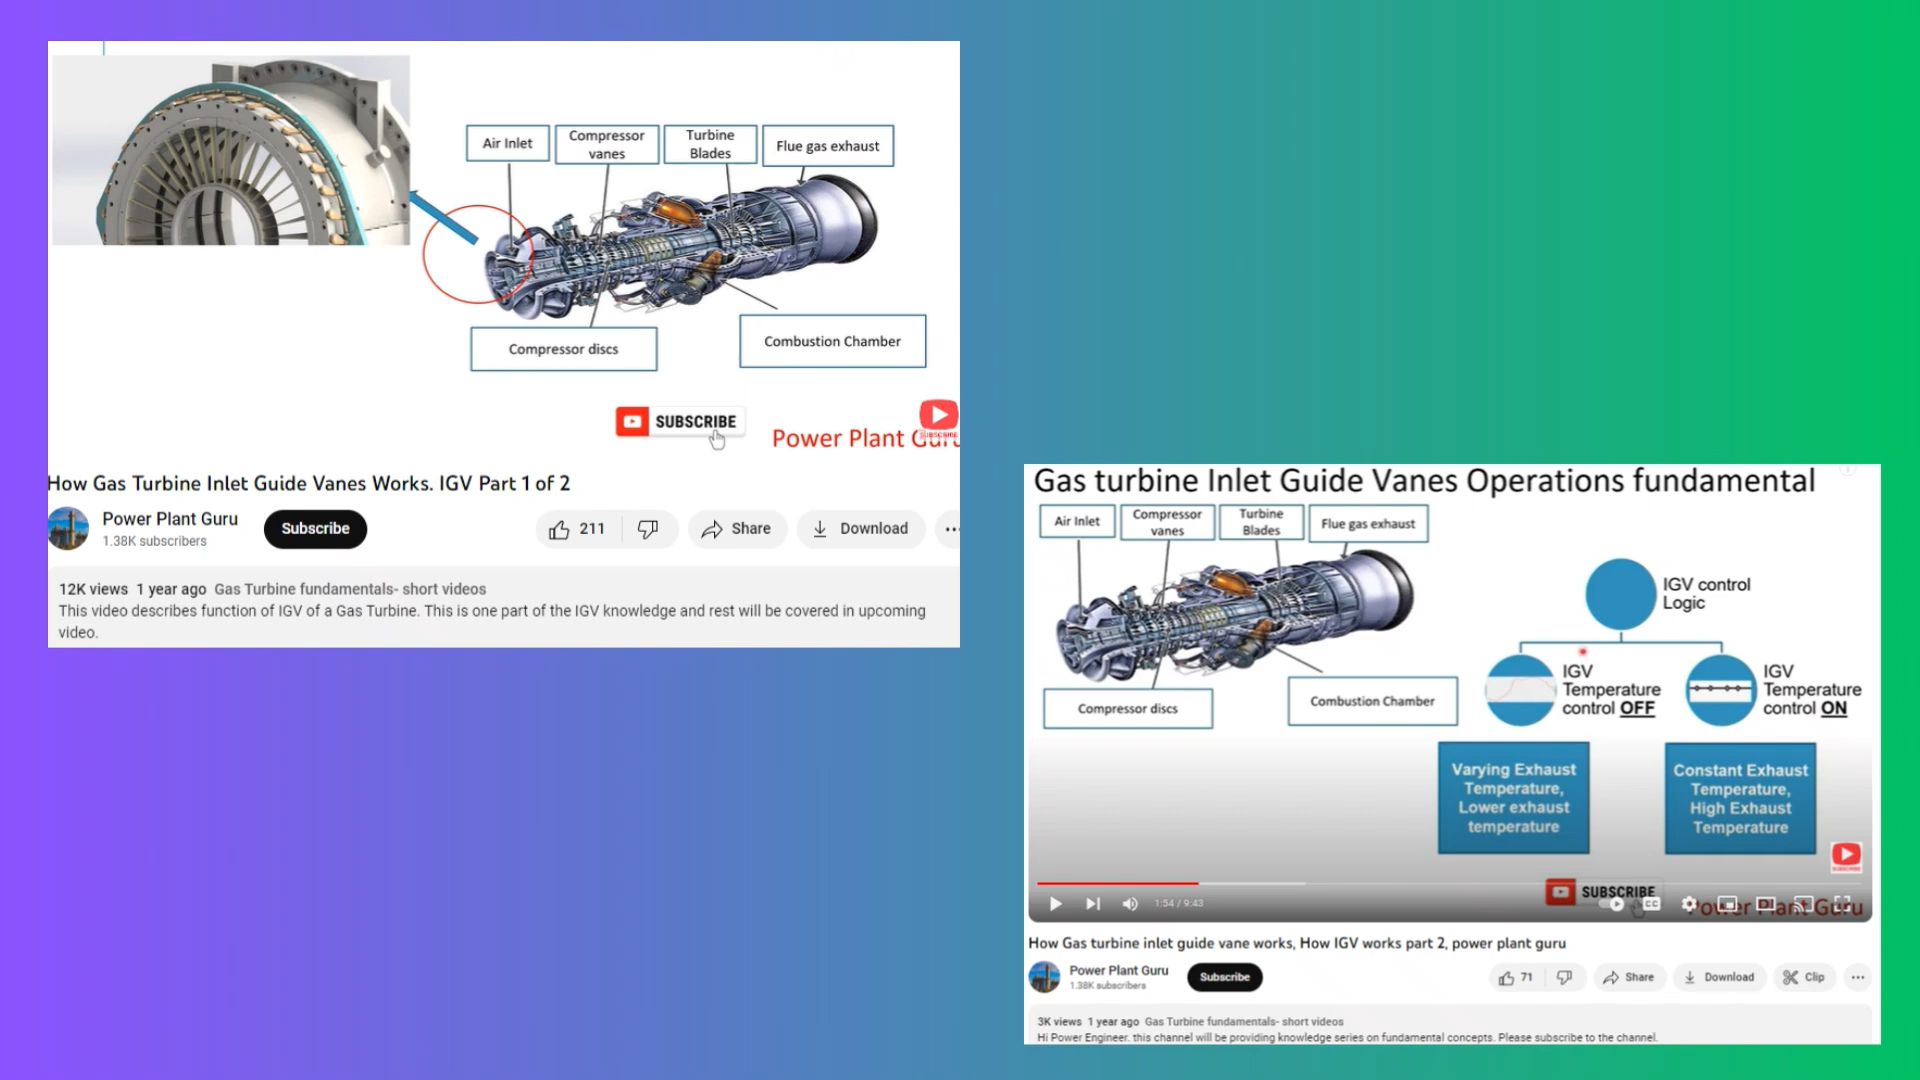 Air Inlet
Compressor
vanes
Turbine
Blades
Flue gas exhaust
Compressor discs
Combustion Chamber
SUBSCRIBE
Power Plant Guru
SUBSCRIBE
How Gas Turbine Inlet Guide Vanes Works. IGV Part 1 of 2
Power Plant Guru
1.38K subscribers
Subscribe
211
Share
Download
12K views 1 year ago Gas Turbine fundamentals- short videos
This video describes function of IGV of a Gas Turbine. This is one part of the IGV knowledge and rest will be covered in upcoming
video.
Gas turbine Inlet Guide Vanes Operations fundamental
Air Inlet
Compressor
vanes
Turbine
Blades
Flue gas exhaust
Compressor discs
Combustion Chamber
IGV control
Logic
IGV
Temperature
control OFF
IGV
Temperature
control ON
Varying Exhaust
Temperature,
Lower exhaust
temperature
Constant Exhaust
Temperature,
High Exhaust
Temperature
SUBSCRIBE
SUBSCRIBE
1:54 / 9:43
CC
Power Plant Guru
How Gas turbine inlet guide vane works, How IGV works part 2, power plant guru
Power Plant Guru
1.38K subscribers
Subscribe
71
Share
Download
Clip
3K views 1 year ago Gas Turbine fundamentals- short videos
Hi Power Engineer. this channel will be providing knowledge series on fundamental concepts. Please subscribe to the channel.